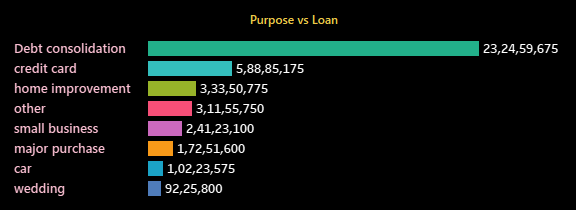 Purpose vs Loan
Debt consolidation 23,24,59,675
credit card 5,88,85,175
home improvement 3,33,50,775
other 3,11,55,750
small business 2,41,23,100
major purchase 1,72,51,600
car 1,02,23,575
wedding 92,25,800